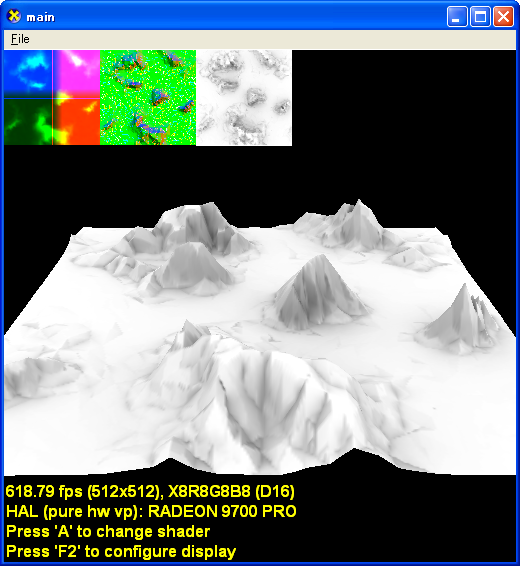 main
File
618.79 fps (512x512), X8R8G8B8 (D16)
HAL (pure hw vp): RADEON 9700 PRO
Press 'A' to change shader
Press 'F2' to configure display